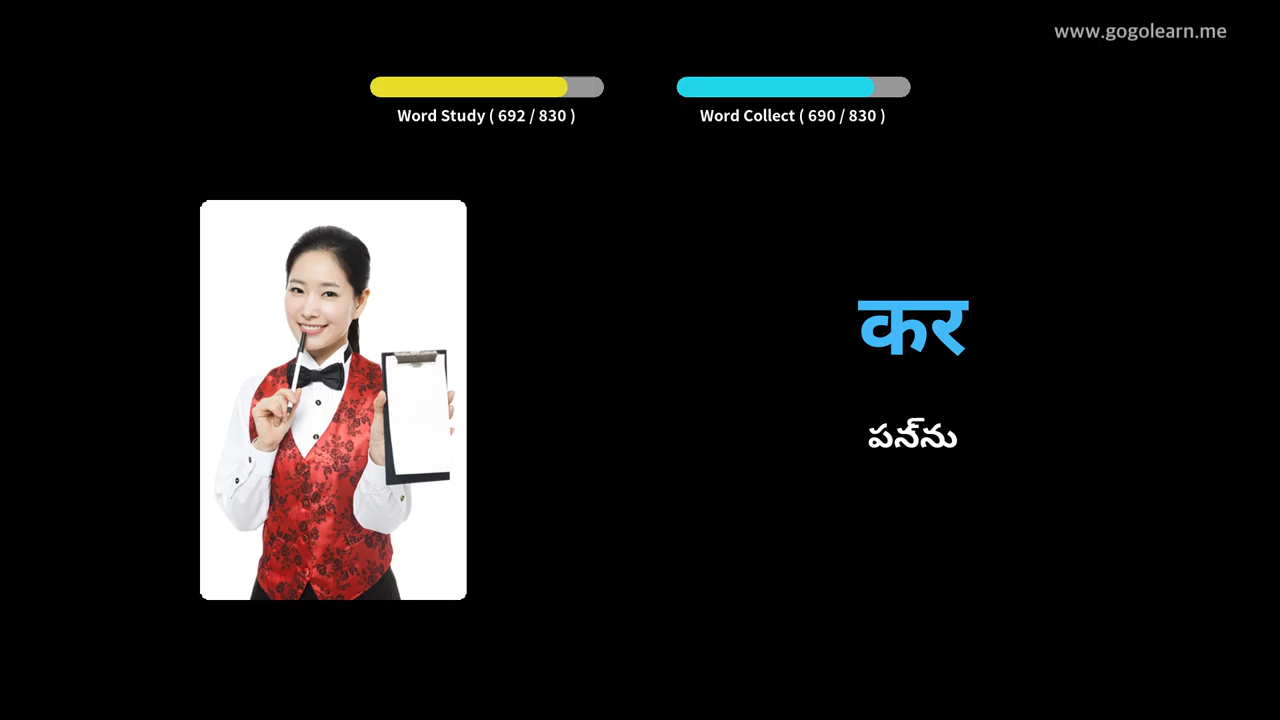 www.gogolearn.me
Word Study ( 692 / 830 )
Word Collect ( 690 / 830 )
कर
పన్‌ను